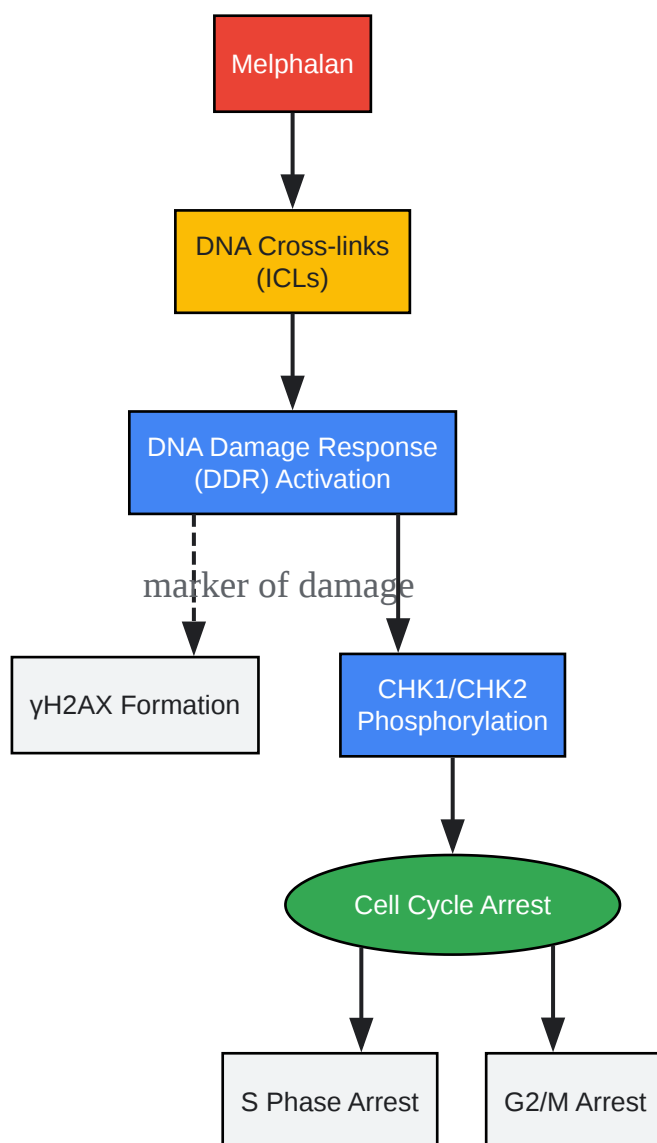 Melphalan
DNA Cross-links
(ICLs)
DNA Damage Response
(DDR) Activation
marker of damage
γH2AX Formation
CHK1/CHK2
Phosphorylation
Cell Cycle Arrest
S Phase Arrest
G2/M Arrest